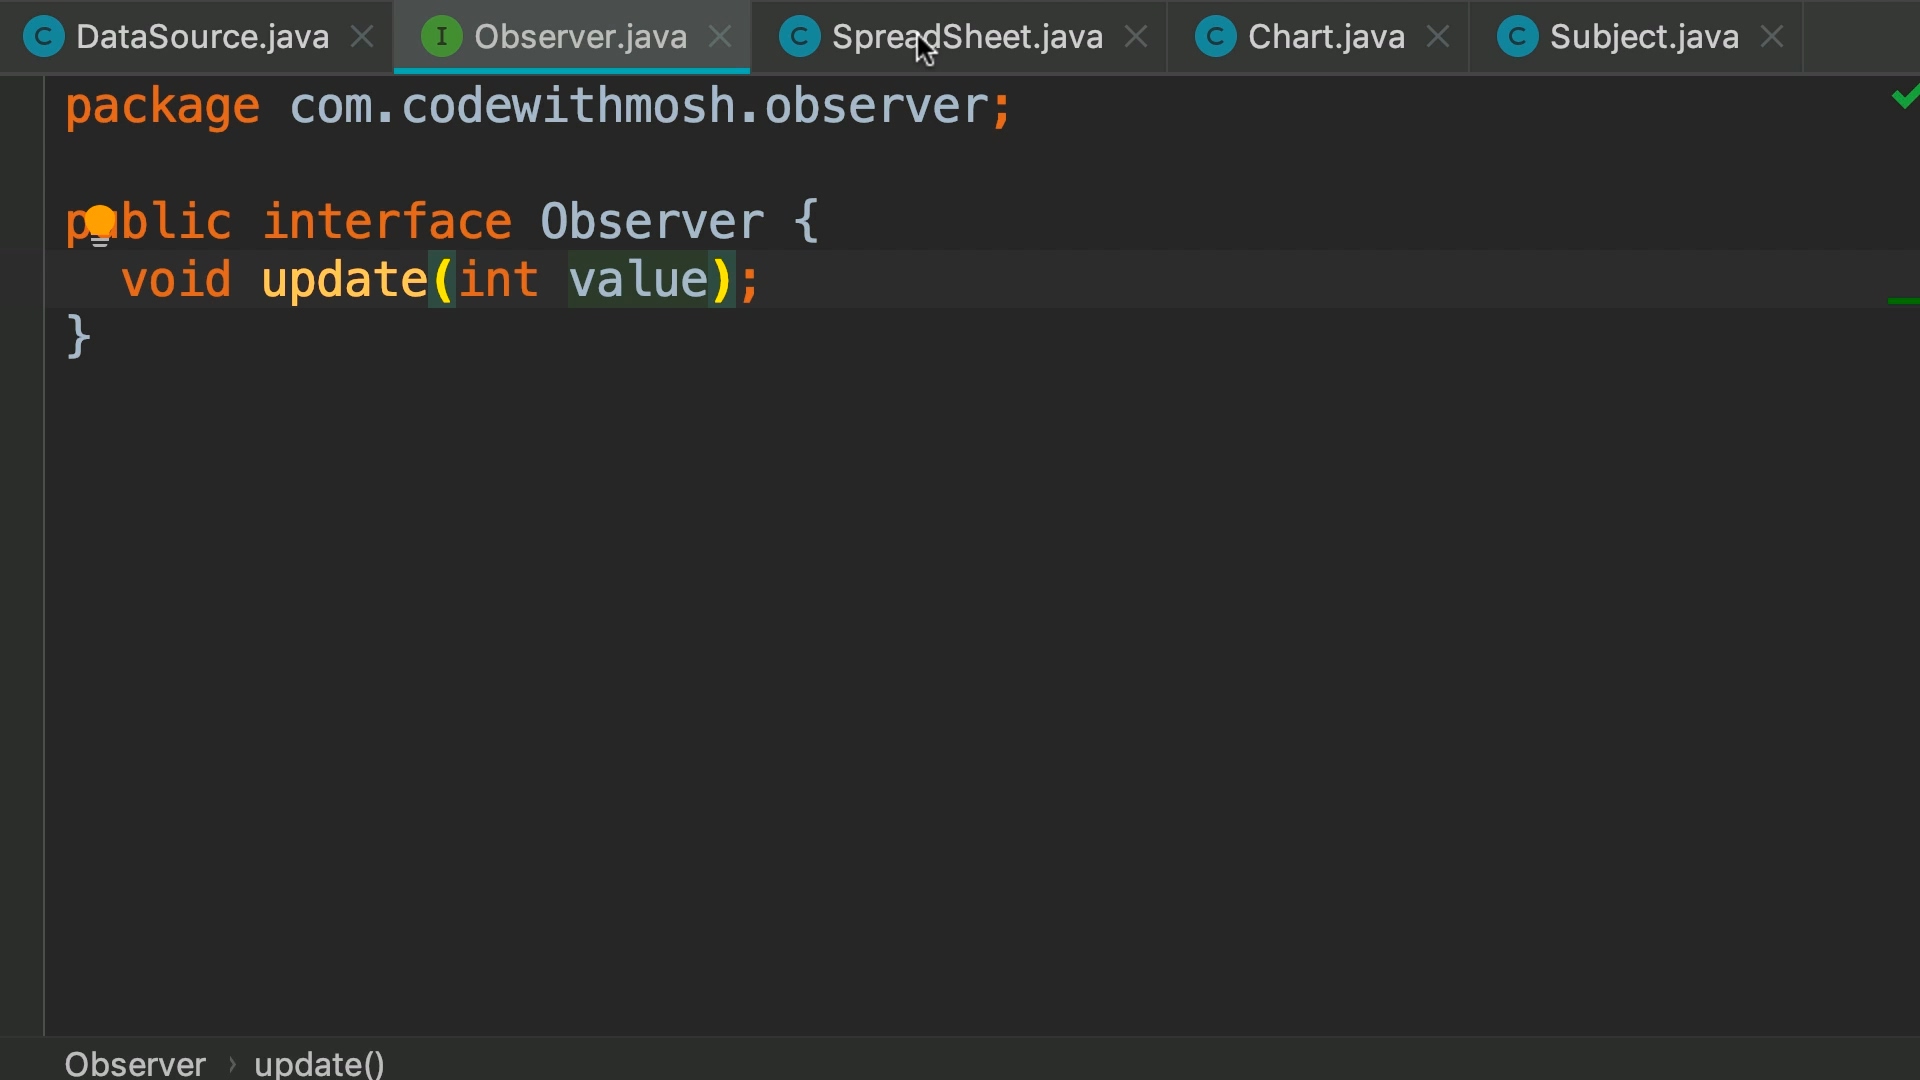 DataSource.java Observer.java SpreadSheet.java Chart.java Subject.java
package com.codewithmosh.observer;
public interface Observer {
void update(int value);
}
Observer › update()